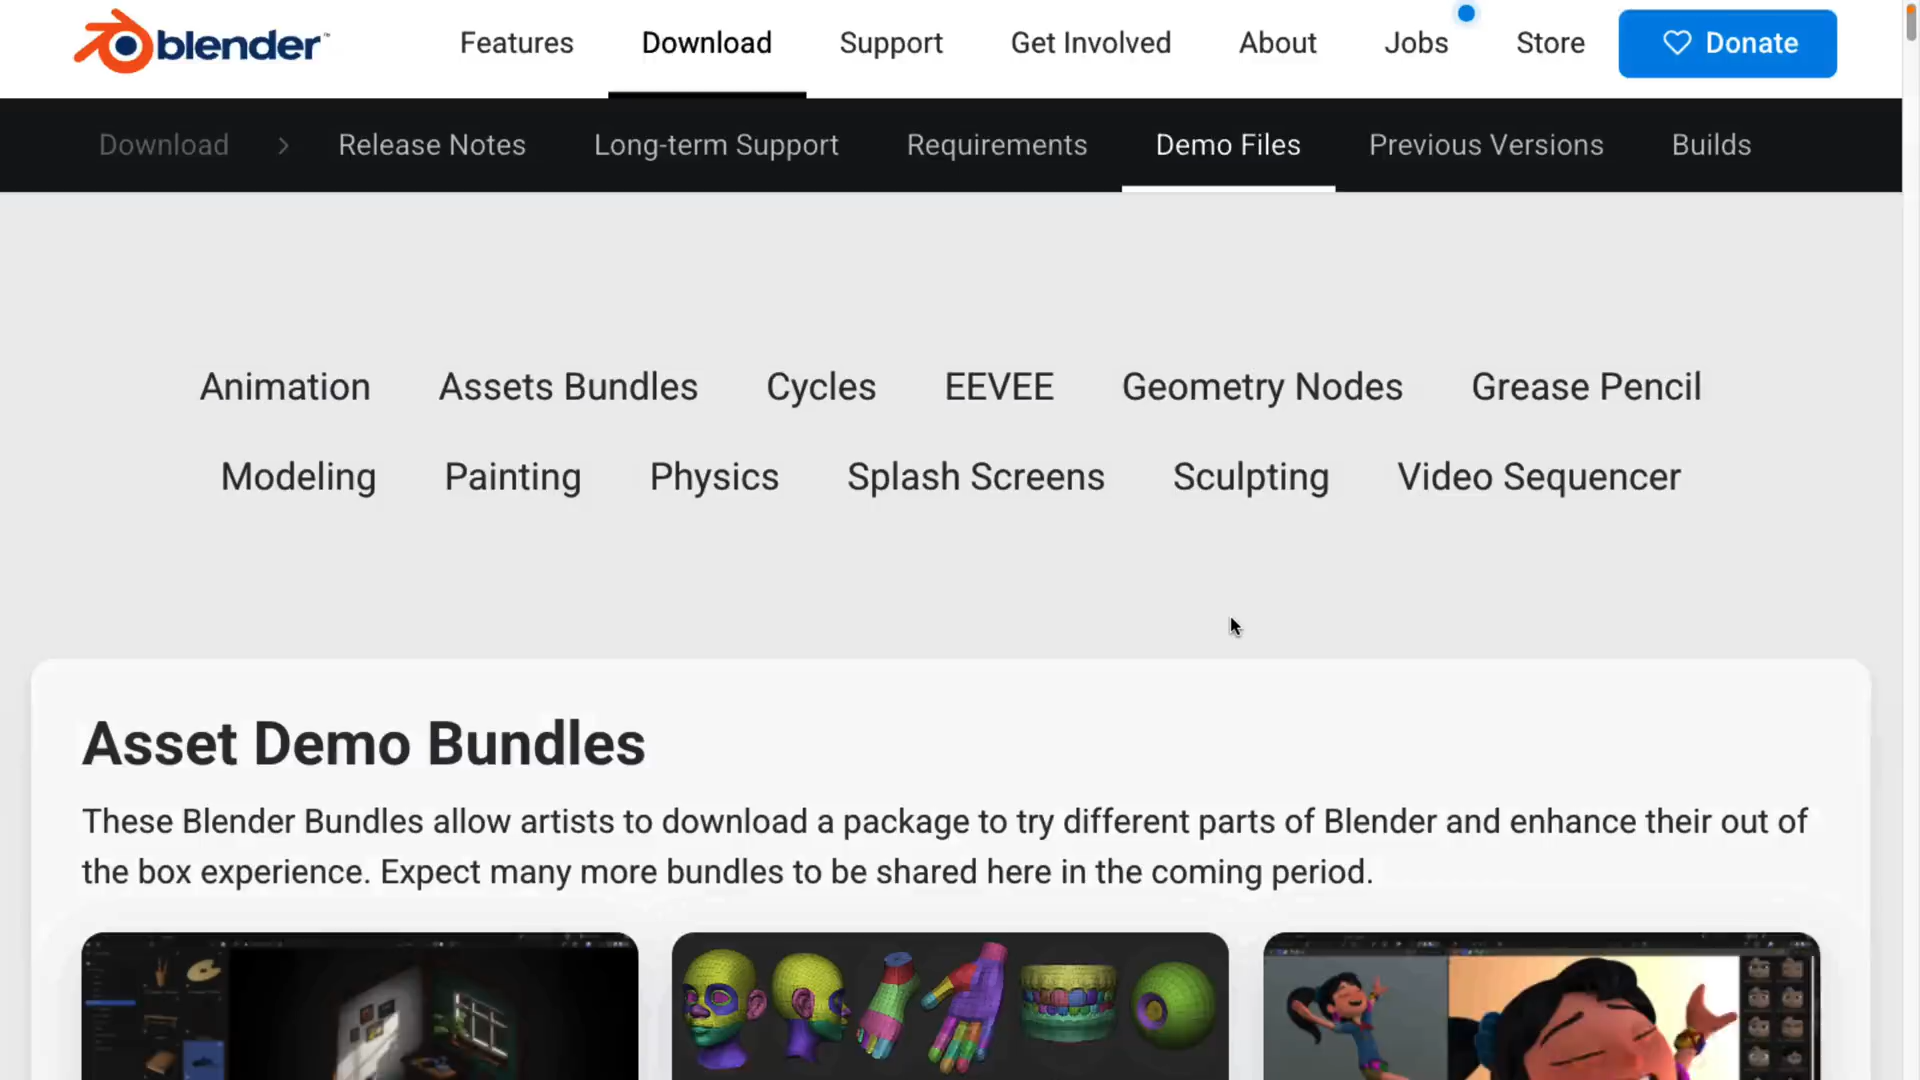 blender™ Features Download Support Get Involved About Jobs Store Donate
Download > Release Notes Long-term Support Requirements Demo Files Previous Versions Builds
Animation Assets Bundles Cycles EEVEE Geometry Nodes Grease Pencil
Modeling Painting Physics Splash Screens Sculpting Video Sequencer
Asset Demo Bundles
These Blender Bundles allow artists to download a package to try different parts of Blender and enhance their out of
the box experience. Expect many more bundles to be shared here in the coming period.